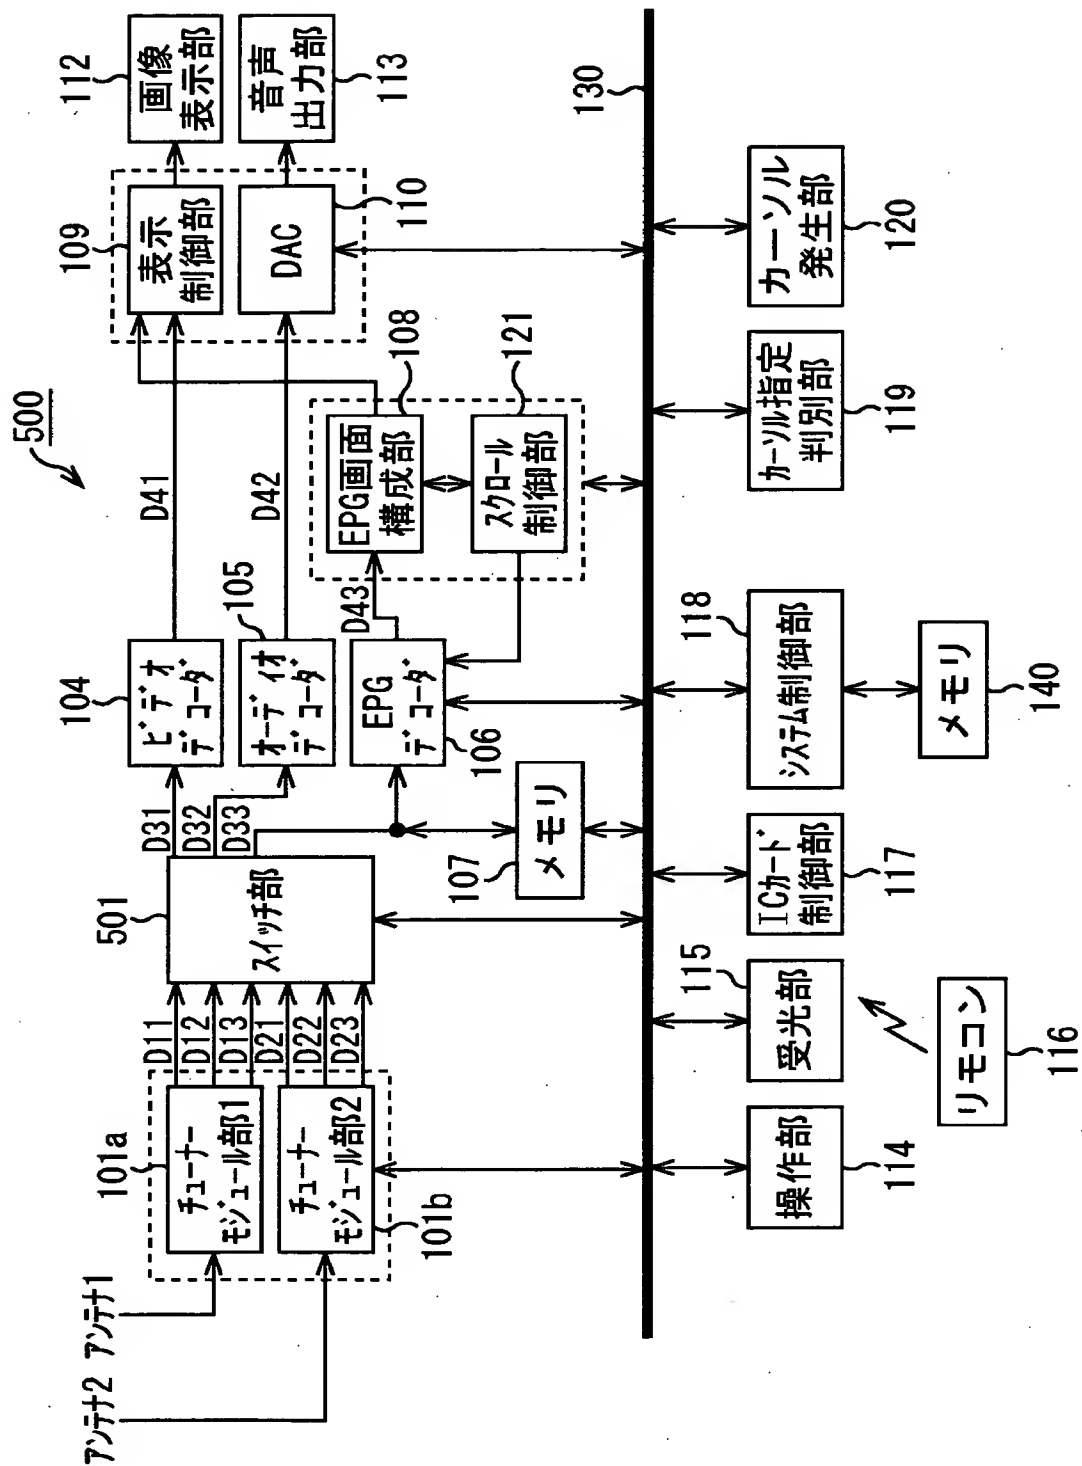 500
アンテナ1
アンテナ2
101a
チューナー
モジュール部1
チューナー
モジュール部2
101b
D11
D12
D13
D21
D22
D23
501
スイッチ部
D31
D32
D33
104
ビデオ
デコーダ
105
オーディオ
デコーダ
EPG
デコーダ
106
107
メモリ
D41
D42
D43
EPG画面
構成部
108
スクロール
制御部
121
109
表示
制御部
DAC
110
112
画像
表示部
音声
出力部
113
130
操作部
114
受光部
115
リモコン
116
ICカード
制御部
117
118
システム制御部
メモリ
140
カーソル指定
判別部
119
カーソル
発生部
120